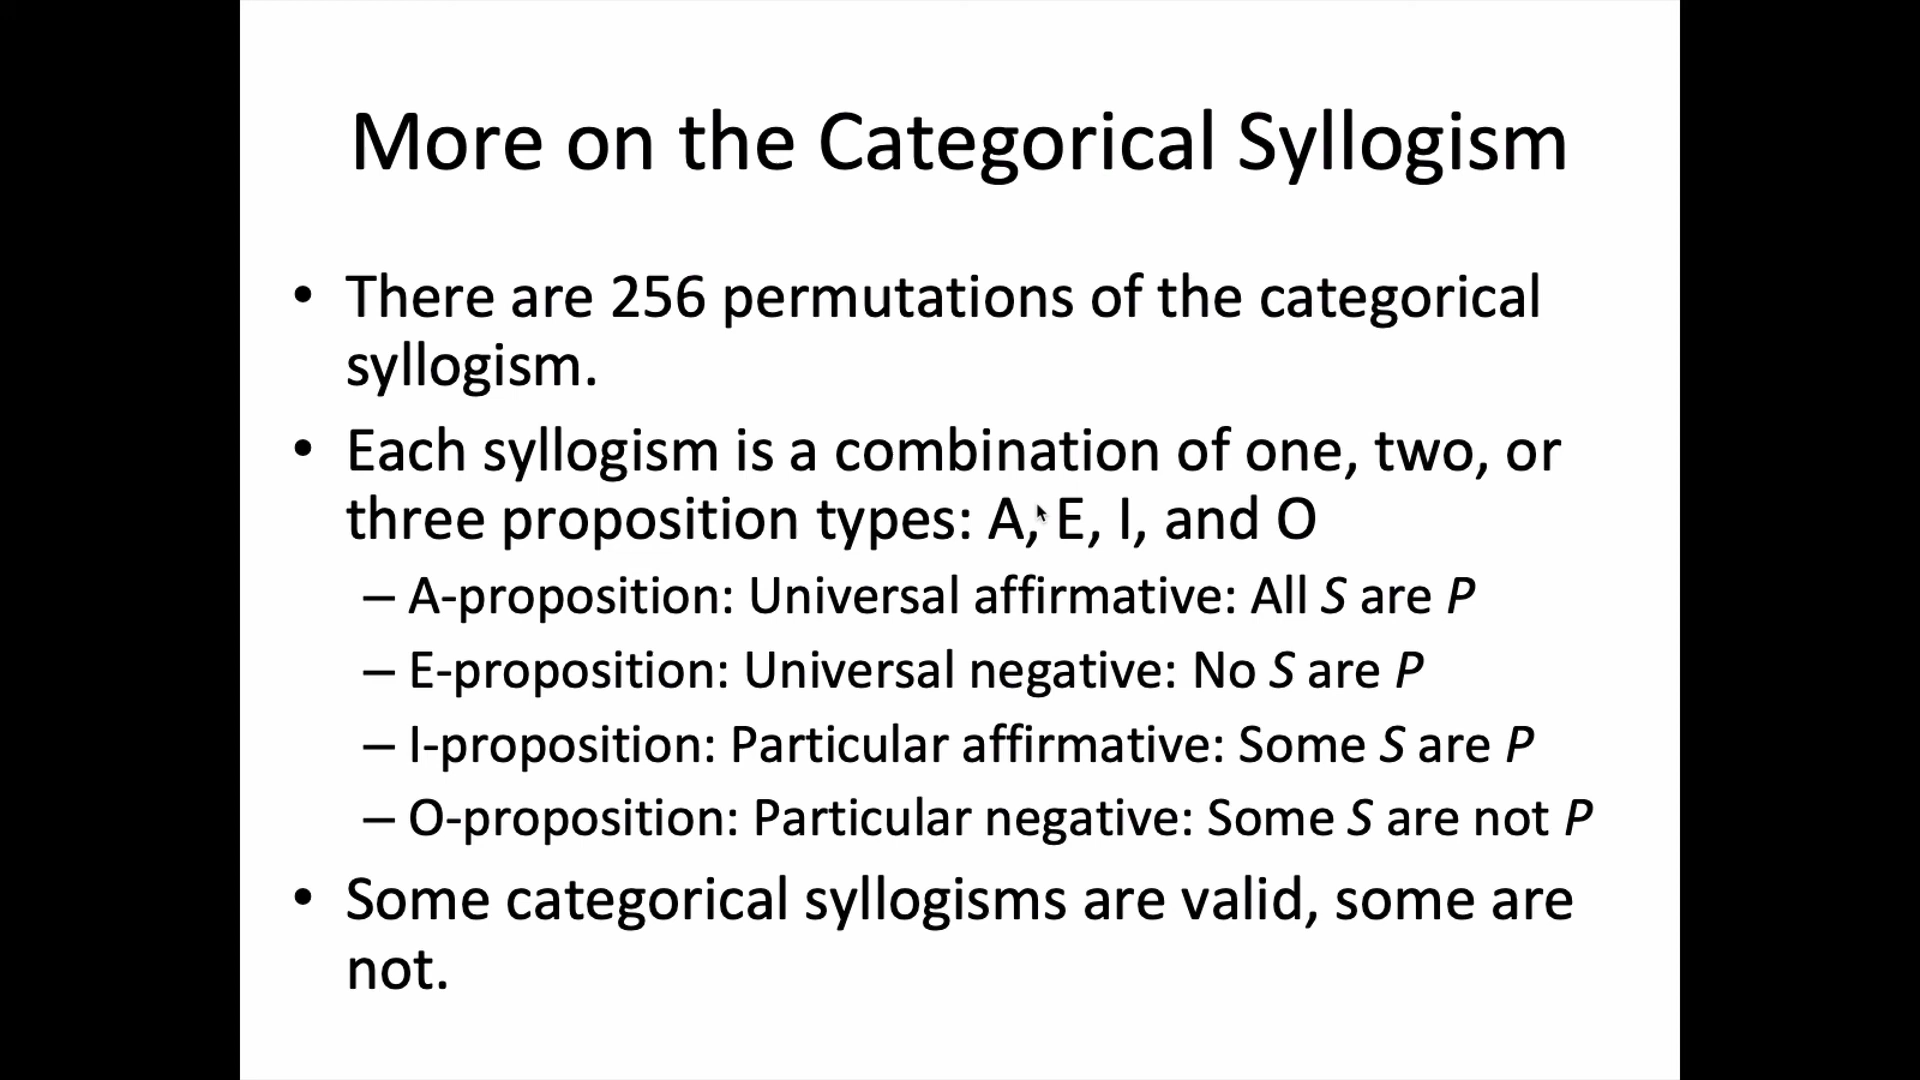 More on the Categorical Syllogism
• There are 256 permutations of the categorical
syllogism.
• Each syllogism is a combination of one, two, or
three proposition types: A, E, I, and O
– A-proposition: Universal affirmative: All S are P
– E-proposition: Universal negative: No S are P
– I-proposition: Particular affirmative: Some S are P
– O-proposition: Particular negative: Some S are not P
• Some categorical syllogisms are valid, some are
not.